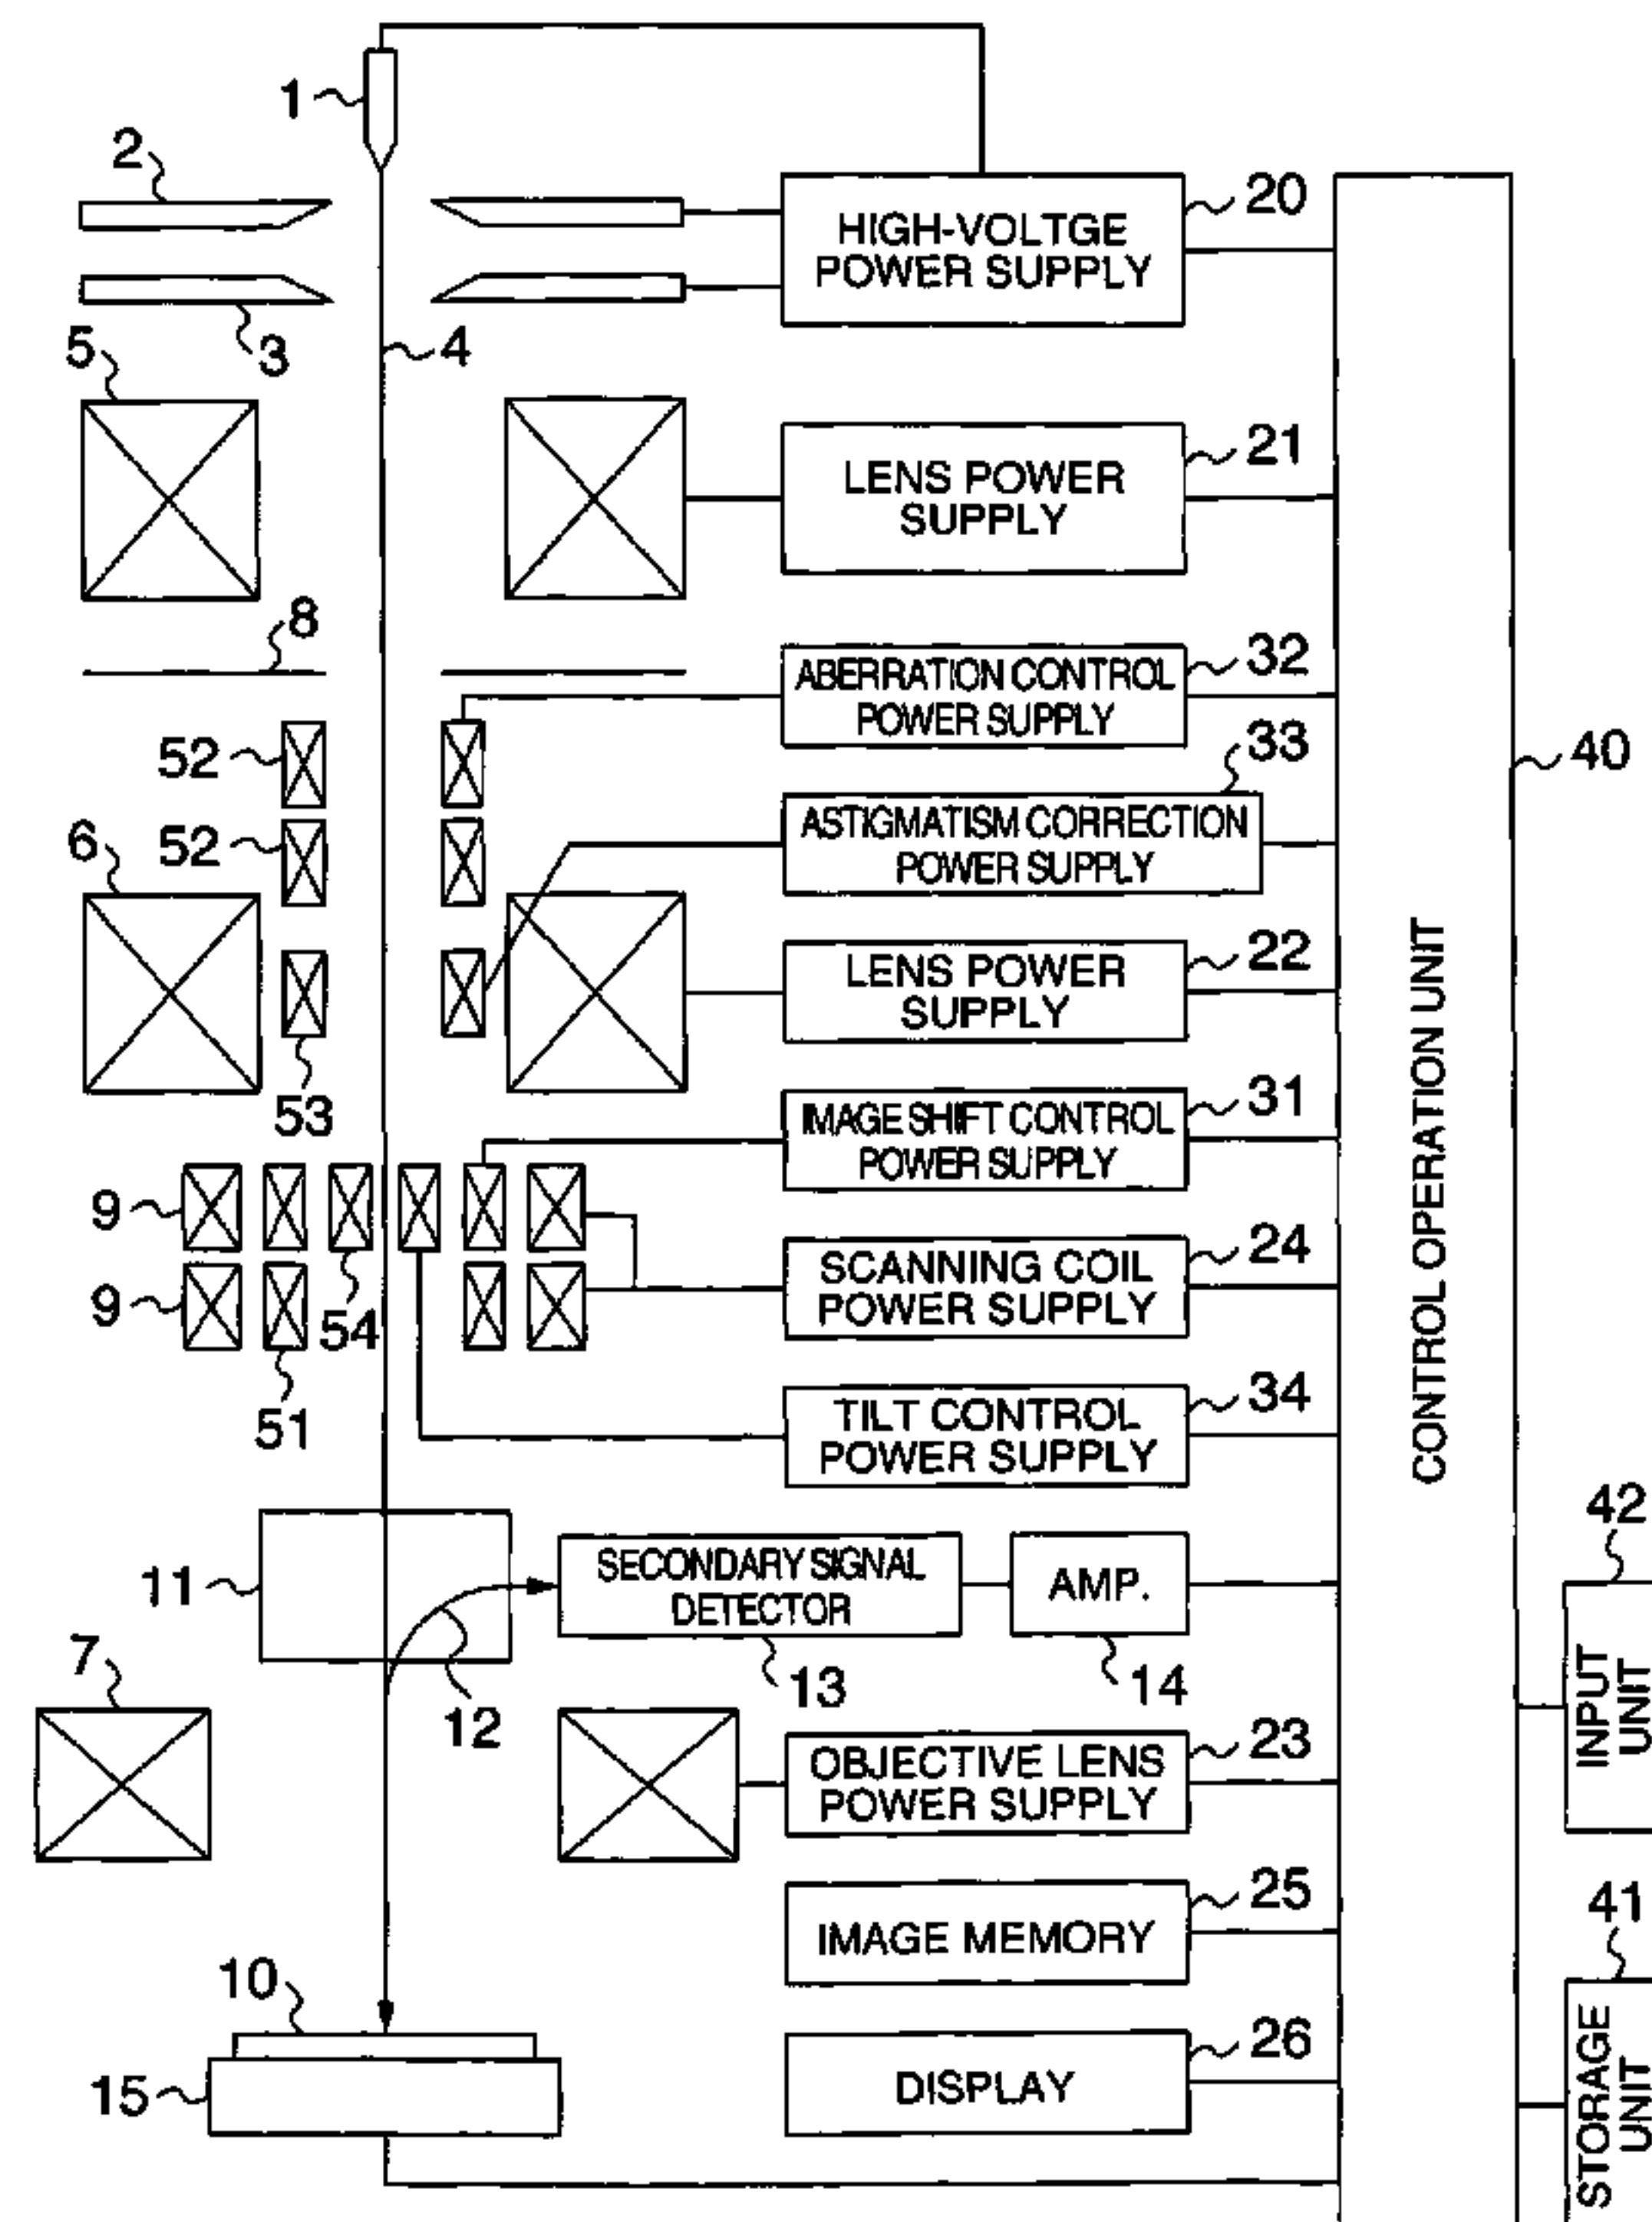 1
2
HIGH-VOLTGE
POWER SUPPLY
20
3
4
5
LENS POWER
SUPPLY
21
8
ABERRATION CONTROL
POWER SUPPLY
32
33
52
40
ASTIGMATISM CORRECTION
POWER SUPPLY
52
6
LENS POWER
SUPPLY
22
53
IMAGE SHIFT CONTROL
POWER SUPPLY
31
CONTROL OPERATION UNIT
9
SCANNING COIL
POWER SUPPLY
24
9
54
51
TILT CONTROL
POWER SUPPLY
34
42
11
SECONDARY SIGNAL
DETECTOR
AMP.
INPUT
UNIT
7
12
13
14
OBJECTIVE LENS
POWER SUPPLY
23
IMAGE MEMORY
25
41
10
15
DISPLAY
26
STORAGE
UNIT